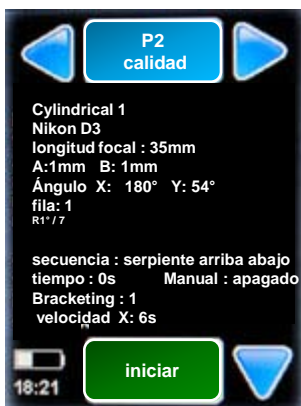 P2
calidad
Cylindrical 1
Nikon D3
longitud focal : 35mm
A:1mm B: 1mm
Ángulo X: 180° Y: 54°
fila: 1
R1°/ 7
secuencia : serpiente arriba abajo
tiempo : 0s Manual : apagado
Bracketing : 1
velocidad X: 6s
iniciar
18:21